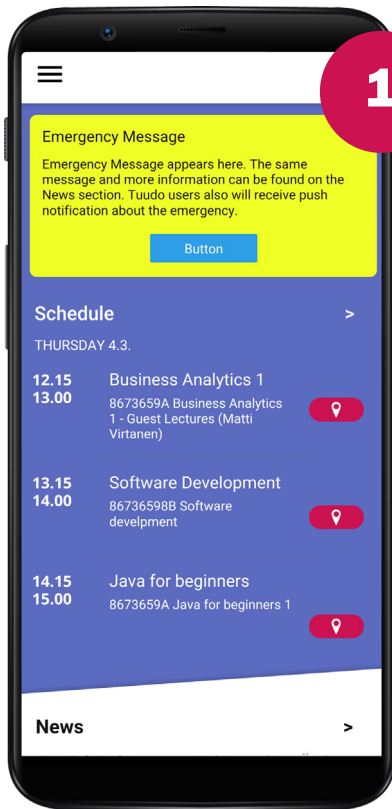 1
Emergency Message
Emergency Message appears here. The same
message and more information can be found on the
News section. Tuudo users also will receive push
notification about the emergency.
Button
Schedule >
THURSDAY 4.3.
12.15 Business Analytics 1
13.00 8673659A Business Analytics
1 - Guest Lectures (Matti
Virtanen)
13.15 Software Development
14.00 86736598B Software
develpment
14.15 Java for beginners
15.00 8673659A Java for beginners 1
News >